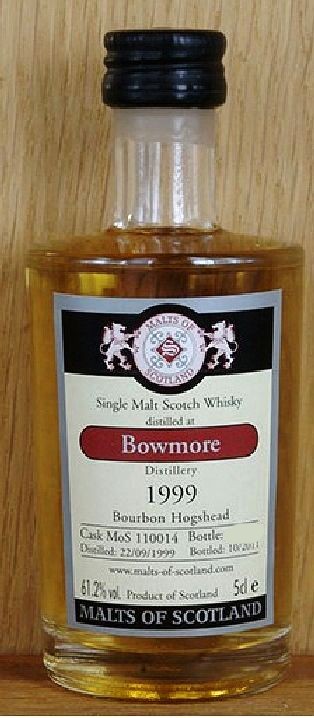 MALTS OF
S
SCOTLAND
Single Malt Scotch Whisky
distilled at
Bowmore
Distillery
1999
Bourbon Hogshead
Cask MoS 110014 Bottle:
Distilled: 22/09/1999 Bottled: 10/2011
www.malts-of-scotland.com
61.2% vol. Product of Scotland 5cl e
MALTS OF SCOTLAND